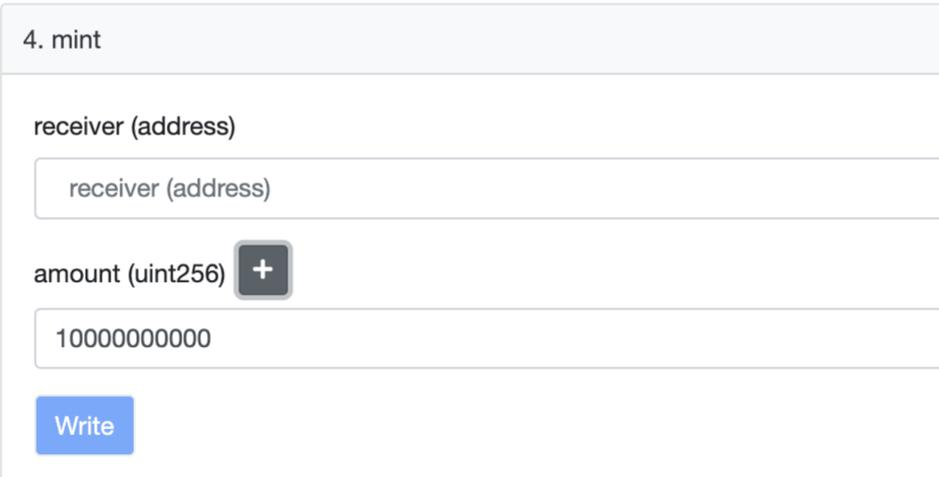 4. mint
receiver (address)
receiver (address)
amount (uint256) +
10000000000
Write